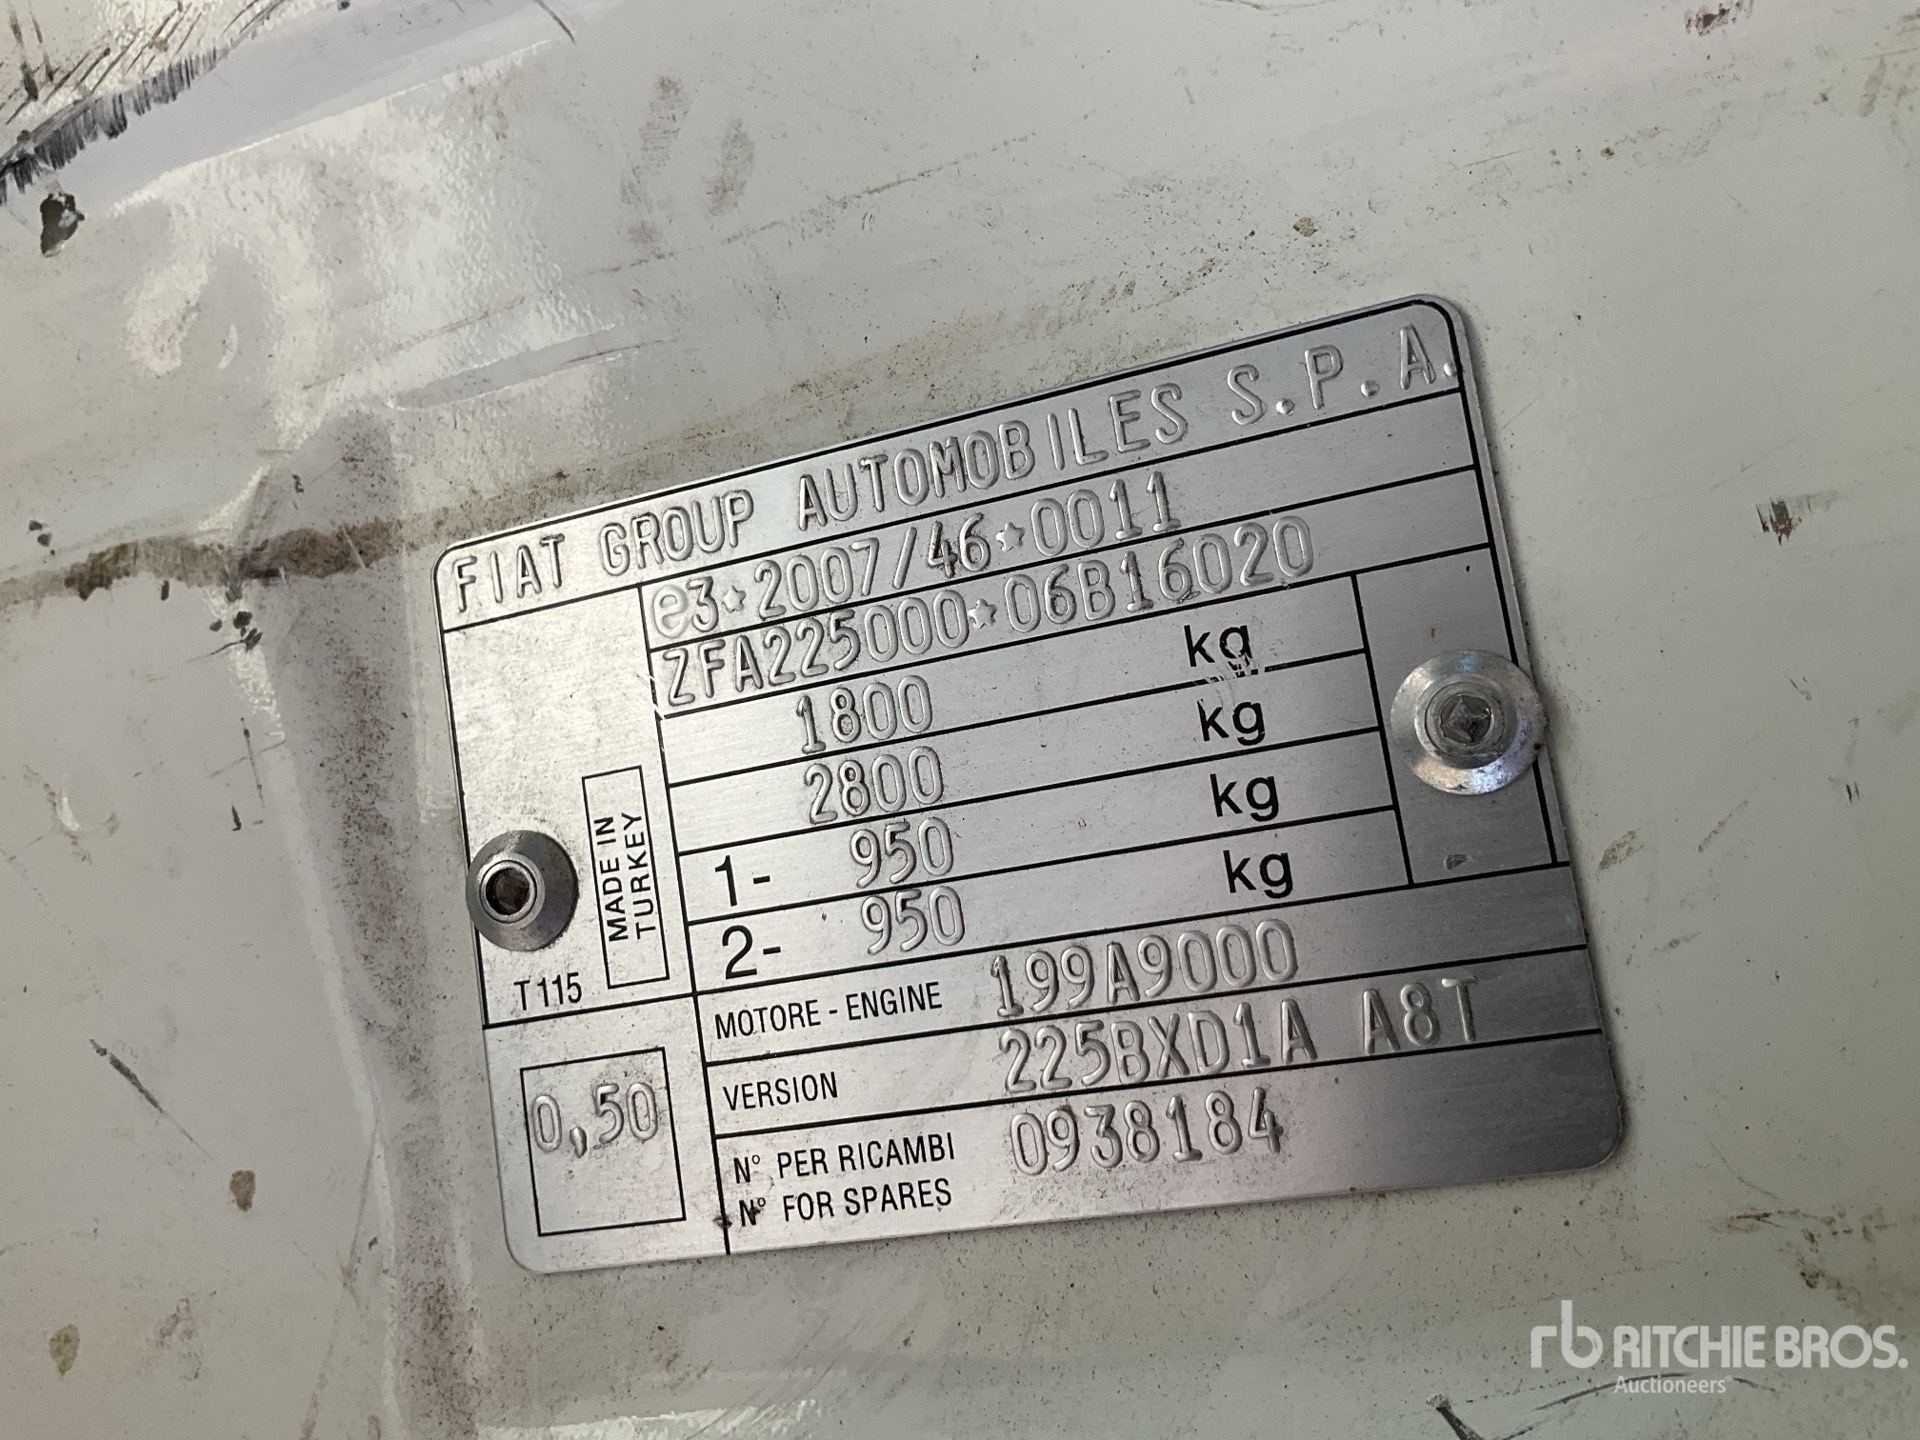 FIAT GROUP AUTOMOBILES S.P.A.
e3*2007/46*0011
ZFA225000*06B16020
1800 kg
2800 kg
1- 950 kg
2- 950 kg
MADE IN
TURKEY
T115
MOTORE - ENGINE 199A9000
VERSION 225BXD1A A8T
0,50
N° PER RICAMBI 0938184
N° FOR SPARES
rb RITCHIE BROS.
Auctioneers